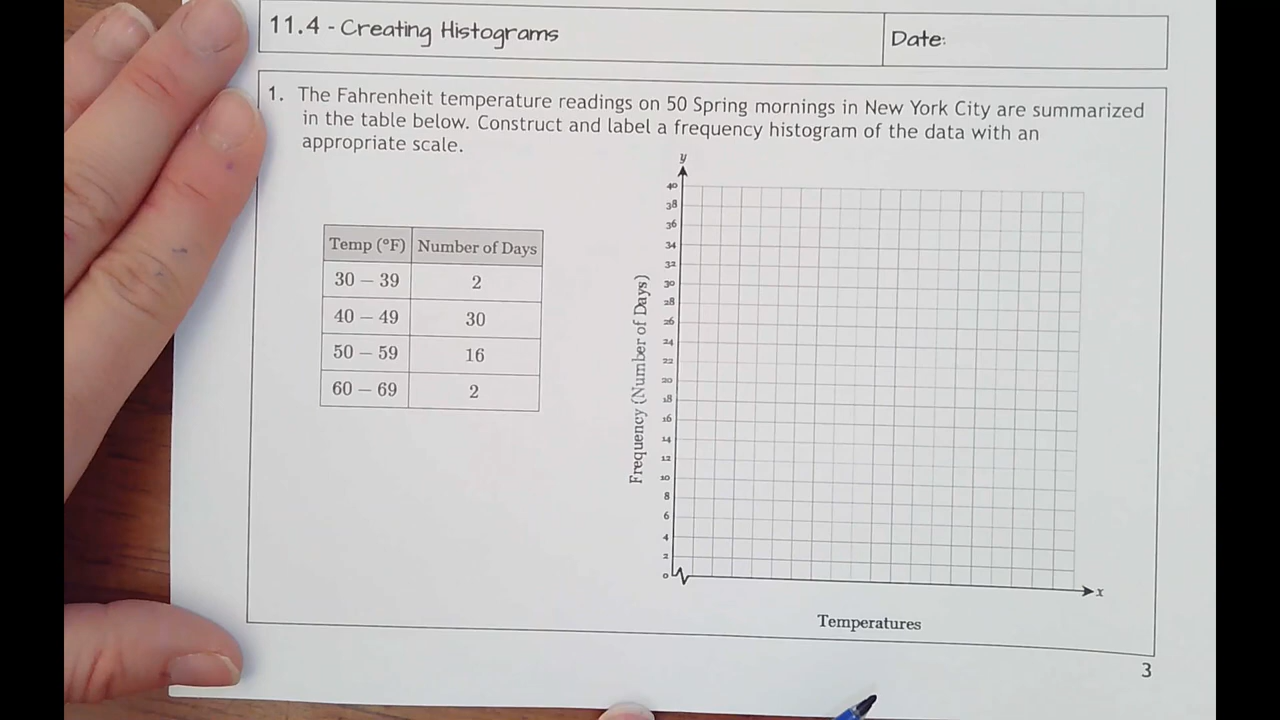 11.4 - Creating Histograms
Date:
1. The Fahrenheit temperature readings on 50 Spring mornings in New York City are summarized
in the table below. Construct and label a frequency histogram of the data with an
appropriate scale.
Temp (°F) Number of Days
30 – 39 2
40 – 49 30
50 – 59 16
60 – 69 2
y
40
38
36
34
32
30
28
26
24
22
20
18
16
14
12
10
8
6
4
2
0
Frequency (Number of Days)
x
Temperatures
3